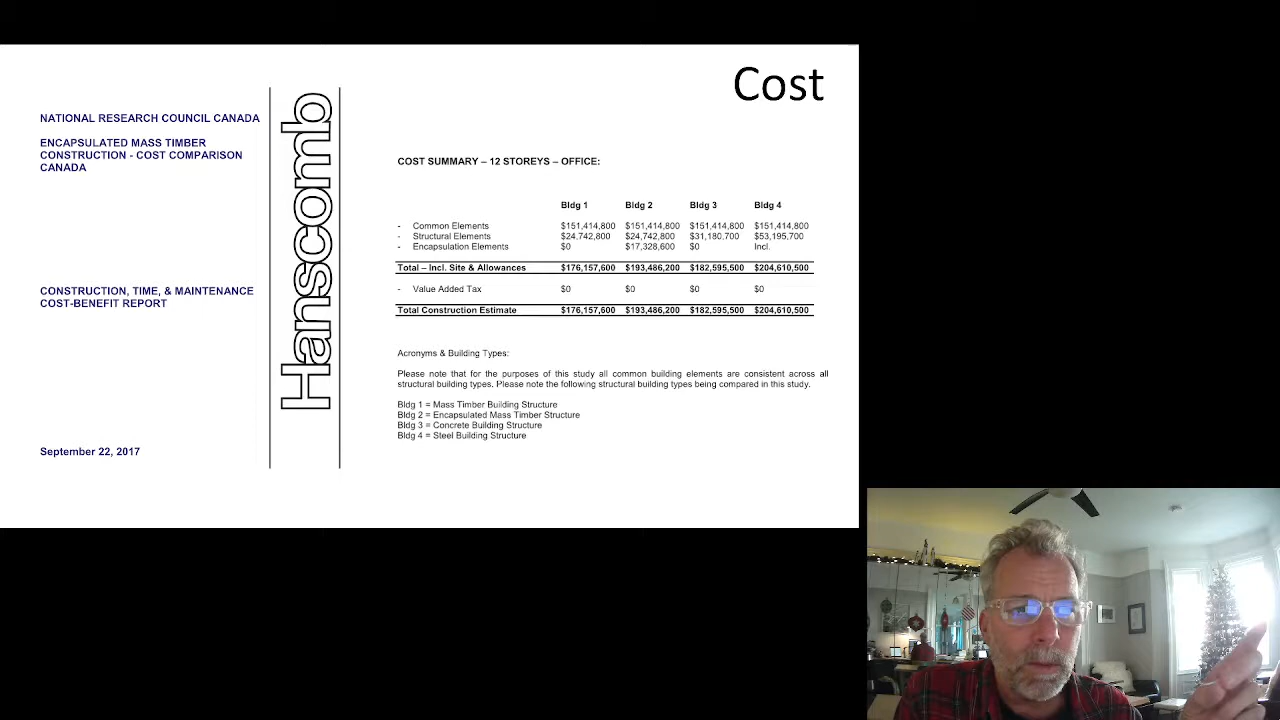 Cost
NATIONAL RESEARCH COUNCIL CANADA
ENCAPSULATED MASS TIMBER
CONSTRUCTION - COST COMPARISON
CANADA
CONSTRUCTION, TIME, & MAINTENANCE
COST-BENEFIT REPORT
September 22, 2017
Hanscomb
COST SUMMARY – 12 STOREYS – OFFICE:
Bldg 1 Bldg 2 Bldg 3 Bldg 4
- Common Elements $151,414,800 $151,414,800 $151,414,800 $151,414,800
- Structural Elements $24,742,800 $24,742,800 $31,180,700 $53,195,700
- Encapsulation Elements $0 $17,328,600 $0 Incl.
Total – Incl. Site & Allowances $176,157,600 $193,486,200 $182,595,500 $204,610,500
- Value Added Tax $0 $0 $0 $0
Total Construction Estimate $176,157,600 $193,486,200 $182,595,500 $204,610,500
Acronyms & Building Types:
Please note that for the purposes of this study all common building elements are consistent across all
structural building types. Please note the following structural building types being compared in this study.
Bldg 1 = Mass Timber Building Structure
Bldg 2 = Encapsulated Mass Timber Structure
Bldg 3 = Concrete Building Structure
Bldg 4 = Steel Building Structure